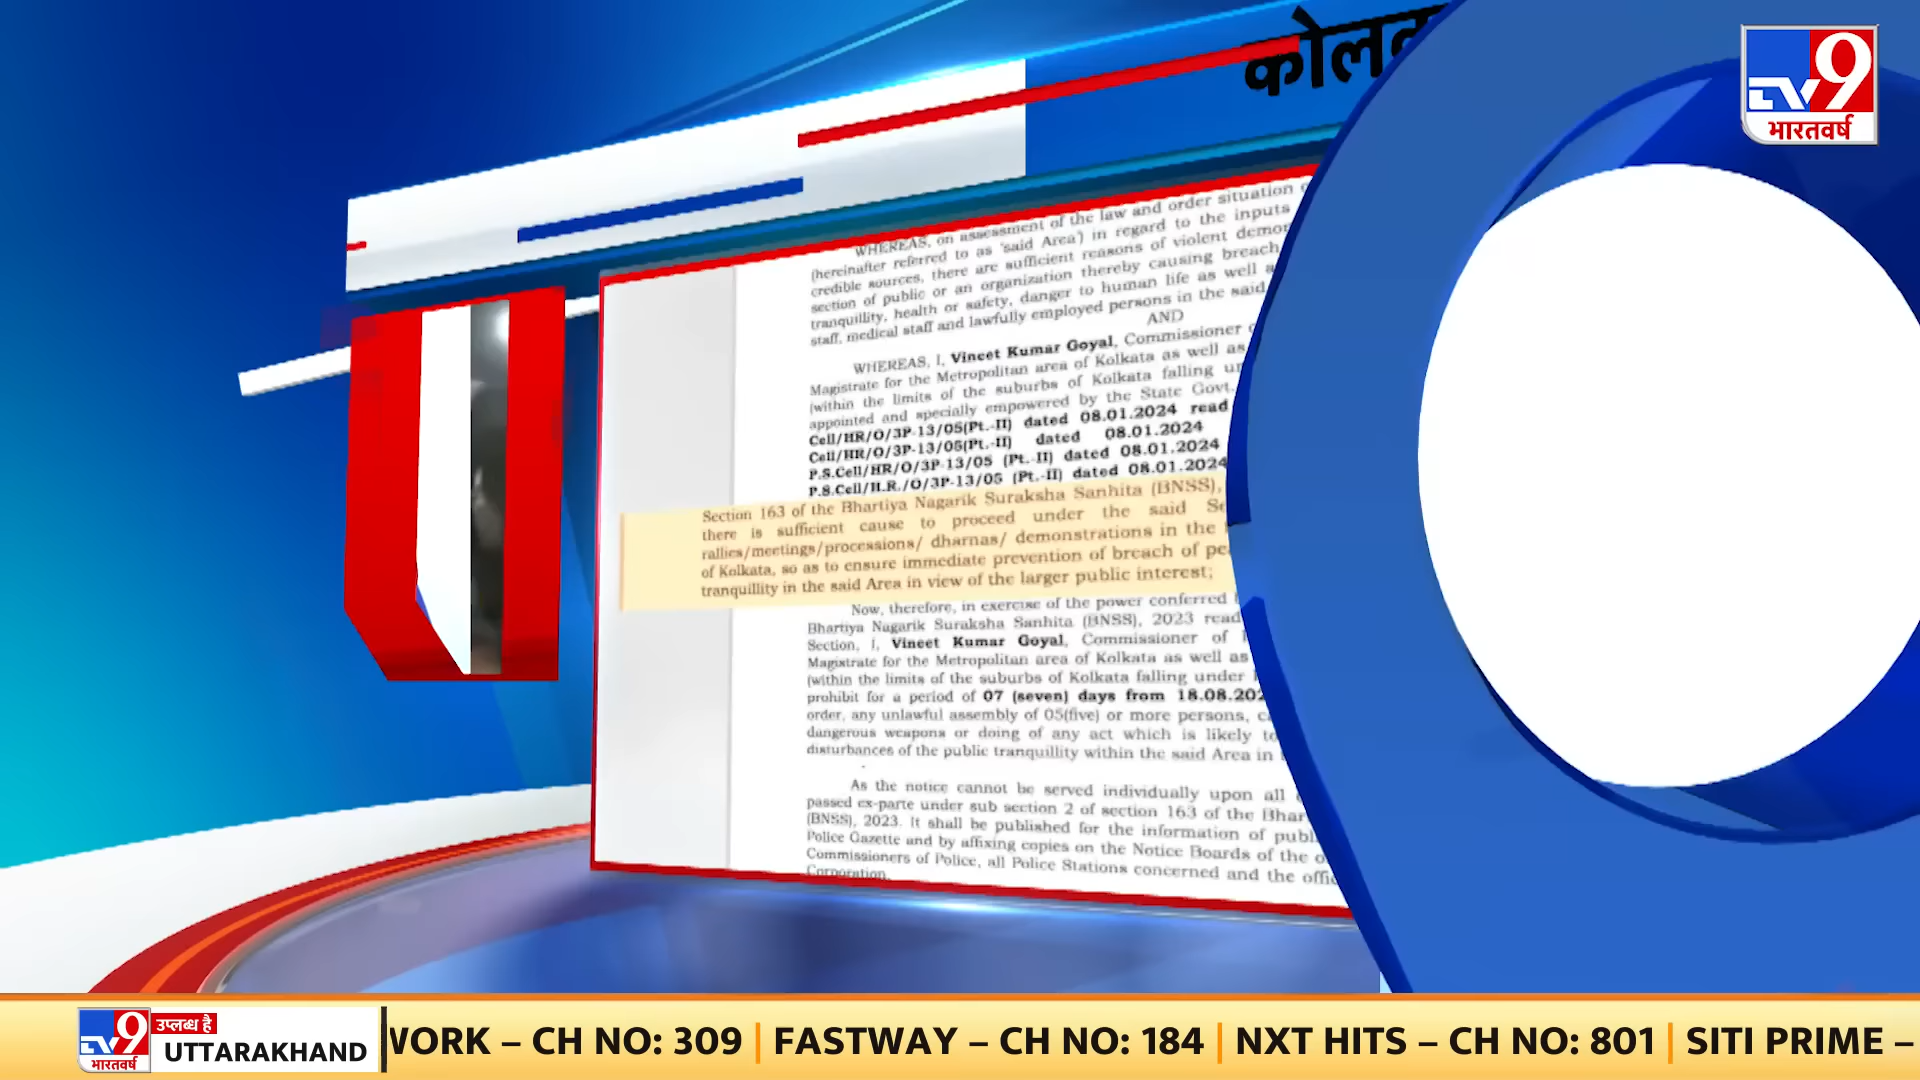 TV9
भारतवर्ष
WHEREAS, on assessment of the law and order situation
(hereinafter referred to as 'said Area') in regard to the inputs
credible sources, there are sufficient reasons of violent
section of public or an organization thereby causing breach
tranquillity, health or safety, danger to human life as well
staff, medical staff and lawfully employed persons in the said
AND
WHEREAS, I, Vineet Kumar Goyal, Commissioner
Magistrate for the Metropolitan area of Kolkata as well as
(within the limits of the suburbs of Kolkata falling
appointed and specially empowered by the State Govt.
Cell/HR/O/3P-13/05(Pt.-II) dated 08.01.2024 read
Cell/HR/O/3P-13/05(Pt.-II) dated 08.01.2024
P.S.Cell/HR/O/3P-13/05 (Pt.-II) dated 08.01.2024
P.S.Cell/H.R./O/3P-13/05 (Pt.-II) dated 08.01.2024
Section 163 of the Bhartiya Nagarik Suraksha Sanhita (BNSS),
there is sufficient cause to proceed under the said
rallies/meetings/processions/ dharnas/ demonstrations in the
of Kolkata, so as to ensure immediate prevention of breach of
tranquillity in the said Area in view of the larger public interest;
Now, therefore, in exercise of the power conferred
Bhartiya Nagarik Suraksha Sanhita (BNSS), 2023 read
Section, I, Vineet Kumar Goyal, Commissioner of
Magistrate for the Metropolitan area of Kolkata as well as
(within the limits of the suburbs of Kolkata falling under
prohibit for a period of 07 (seven) days from 18.08.202
order, any unlawful assembly of 05(five) or more persons,
dangerous weapons or doing of any act which is likely to
disturbances of the public tranquillity within the said Area in
As the notice cannot be served individually upon all
passed ex-parte under sub section 2 of section 163 of the
(BNSS), 2023. It shall be published for the information of
Police Gazette and by affixing copies on the Notice Boards of the
Commissioners of Police, all Police Stations concerned and the
Corporation.
TV9
भारतवर्ष
उप्लब्ध है
UTTARAKHAND
WORK – CH NO: 309 | FASTWAY – CH NO: 184 | NXT HITS – CH NO: 801 | SITI PRIME –